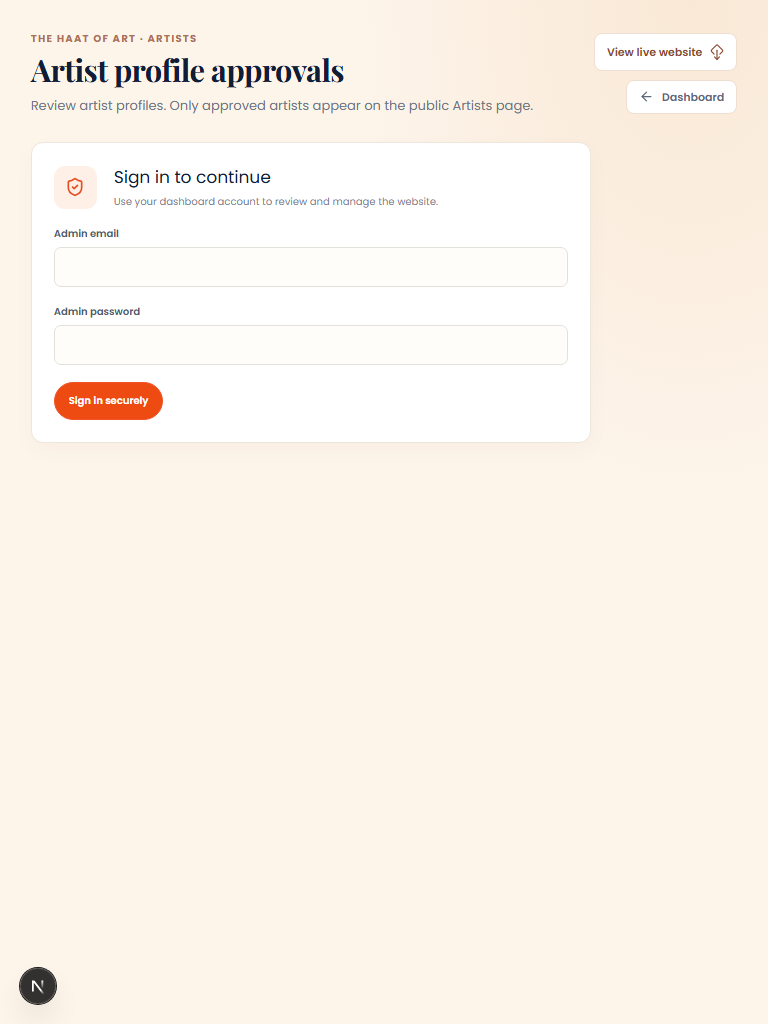 THE HAAT OF ART · ARTISTS
Artist profile approvals
Review artist profiles. Only approved artists appear on the public Artists page.
View live website
Dashboard
Sign in to continue
Use your dashboard account to review and manage the website.
Admin email
Admin password
Sign in securely
N